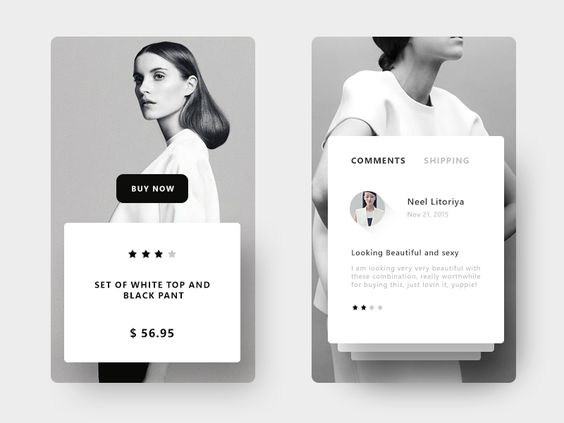 BUY NOW
SET OF WHITE TOP AND
BLACK PANT
$ 56.95
COMMENTS SHIPPING
Neel Litoriya
Nov 21, 2015
Looking Beautiful and sexy
I am looking very very beautiful with
these combination, really worthwhile
for buying this, just lovin it, yuppie!